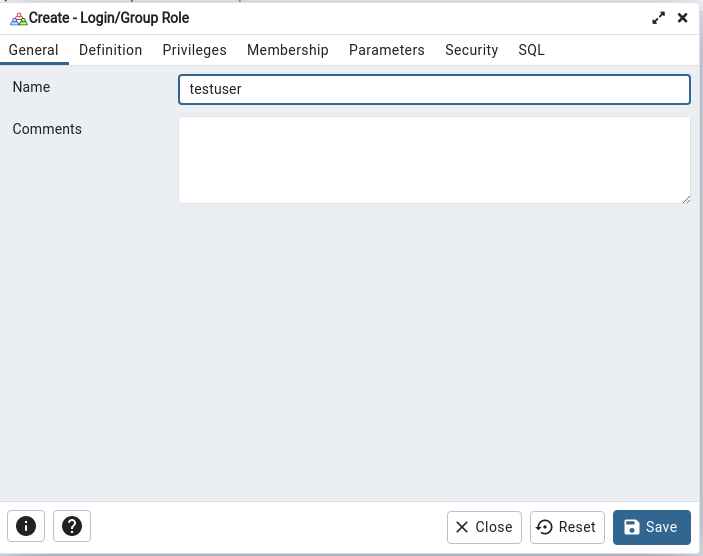 Create - Login/Group Role
General Definition Privileges Membership Parameters Security SQL
Name testuser
Comments
Close Reset Save